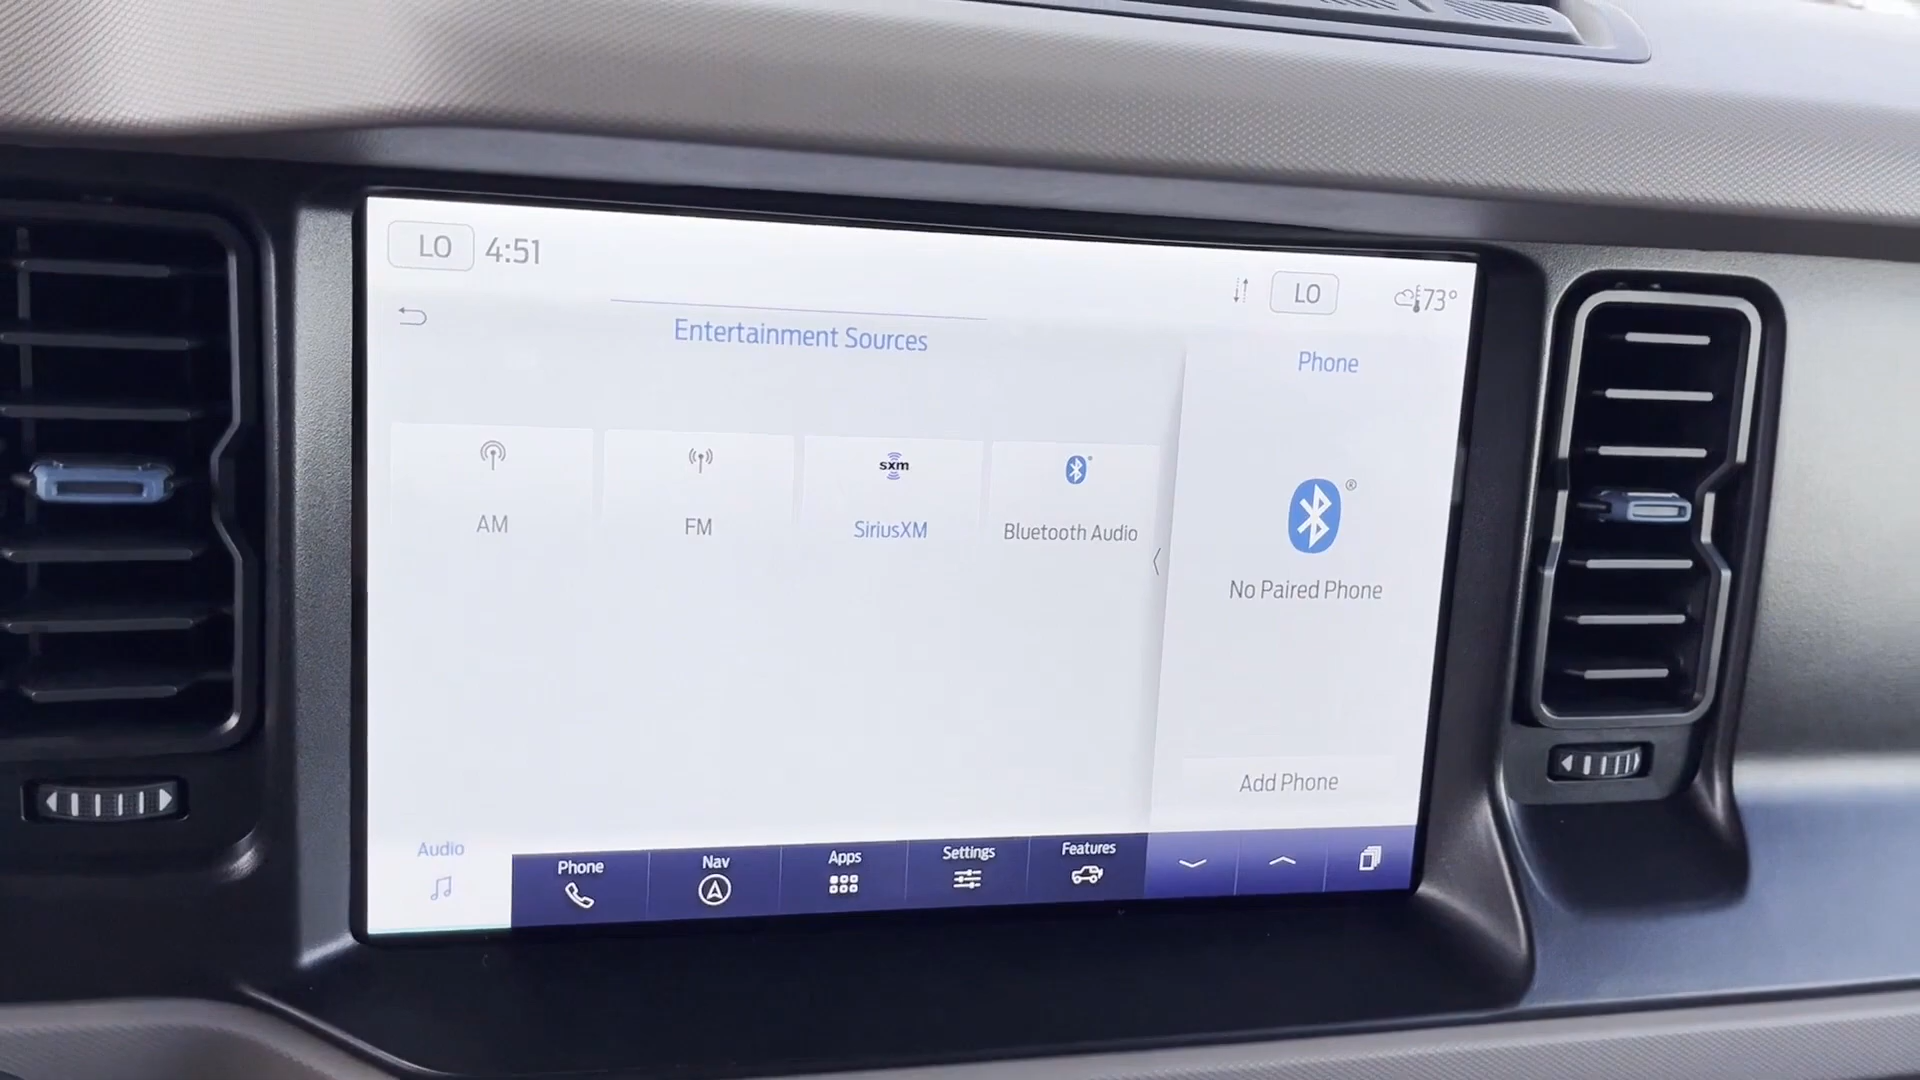 LO 4:51
LO 73°
Entertainment Sources
Phone
AM
FM
sxm
SiriusXM
Bluetooth Audio
®
No Paired Phone
Add Phone
Audio
Phone
Nav
Apps
Settings
Features